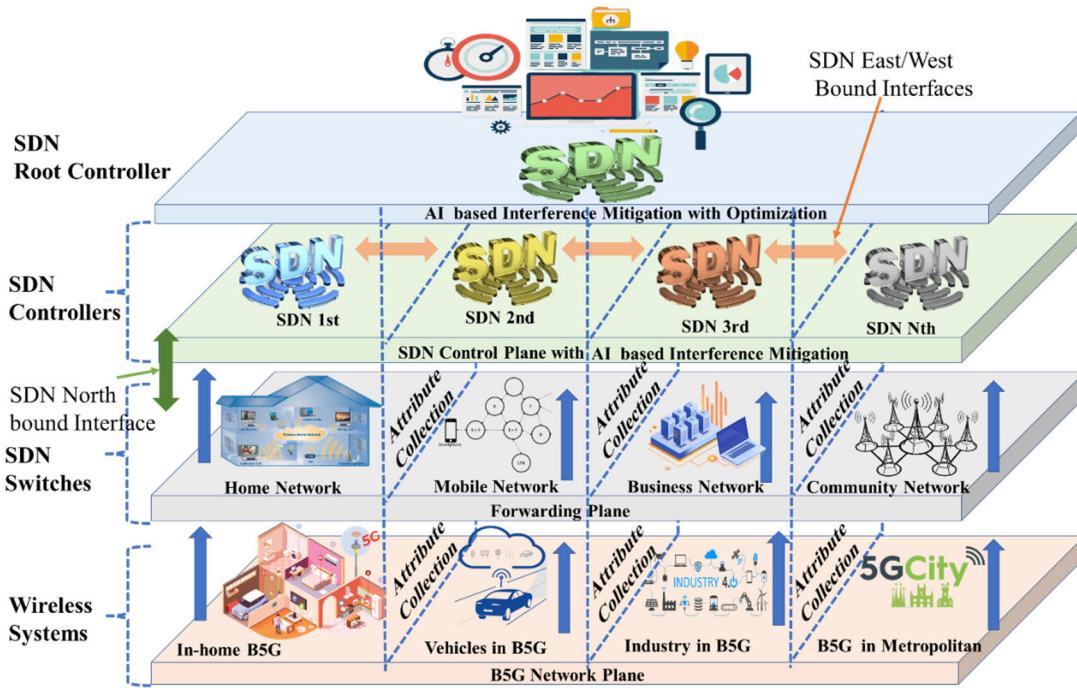 SDN East/West
Bound Interfaces
SDN
Root Controller
SDN
AI based Interference Mitigation with Optimization
SDN
Controllers
SDN
SDN
SDN
SDN
SDN 1st
SDN 2nd
SDN 3rd
SDN Nth
SDN Control Plane with AI based Interference Mitigation
SDN North
bound Interface
SDN
Switches
Attribute
Collection
Attribute
Collection
Attribute
Collection
Home Network
Mobile Network
Business Network
Community Network
Forwarding Plane
Wireless
Systems
5G
Attribute
Collection
Attribute
Collection
INDUSTRY 4.0
Attribute
Collection
5GCity
In-home B5G
Vehicles in B5G
Industry in B5G
B5G in Metropolitan
B5G Network Plane